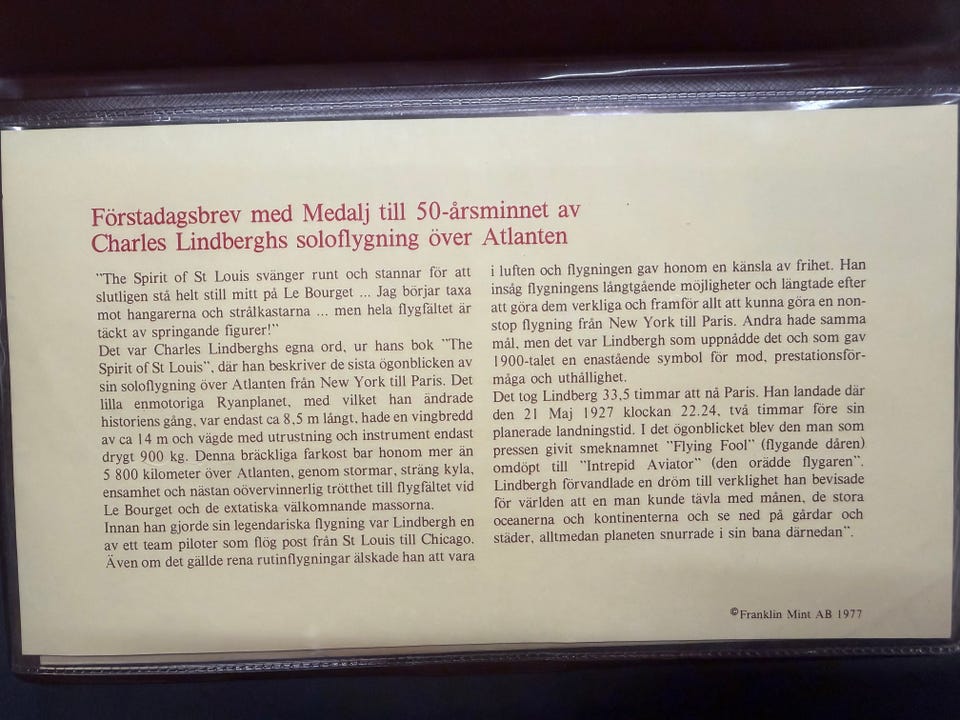 Förstadagsbrev med Medalj till 50-årsminnet av
Charles Lindberghs soloflygning över Atlanten
"The Spirit of St Louis svänger runt och stannar för att
slutligen stå helt still mitt på Le Bourget ... Jag börjar taxa
mot hangarerna och strålkastarna ... men hela flygfältet är
täckt av springande figurer!"
Det var Charles Lindberghs egna ord, ur hans bok "The
Spirit of St Louis", där han beskriver de sista ögonblicken av
sin soloflygning över Atlanten från New York till Paris. Det
lilla enmotoriga Ryanplanet, med vilket han ändrade
historiens gång, var endast ca 8,5 m långt, hade en vingbredd
av ca 14 m och vägde med utrustning och instrument endast
drygt 900 kg. Denna bräckliga farkost bar honom mer än
5 800 kilometer över Atlanten, genom stormar, sträng kyla,
ensamhet och nästan oövervinnerlig trötthet till flygfältet vid
Le Bourget och de extatiska välkomnande massorna.
Innan han gjorde sin legendariska flygning var Lindbergh en
av ett team piloter som flög post från St Louis till Chicago.
Även om det gällde rena rutinflygningar älskade han att vara
i luften och flygningen gav honom en känsla av frihet. Han
insåg flygningens långtgående möjligheter och längtade efter
att göra dem verkliga och framför allt att kunna göra en non-
stop flygning från New York till Paris. Andra hade samma
mål, men det var Lindbergh som uppnådde det och som gav
1900-talet en enastående symbol för mod, prestationsför-
måga och uthållighet.
Det tog Lindberg 33,5 timmar att nå Paris. Han landade där
den 21 Maj 1927 klockan 22.24, två timmar före sin
planerade landningstid. I det ögonblicket blev den man som
pressen givit smeknamnet "Flying Fool" (flygande dåren)
omdöpt till "Intrepid Aviator" (den orädde flygaren".
Lindbergh förvandlade en dröm till verklighet han bevisade
för världen att en man kunde tävla med månen, de stora
oceanerna och kontinenterna och se ned på gårdar och
städer, alltmedan planeten snurrade i sin bana därnedan".
©Franklin Mint AB 1977